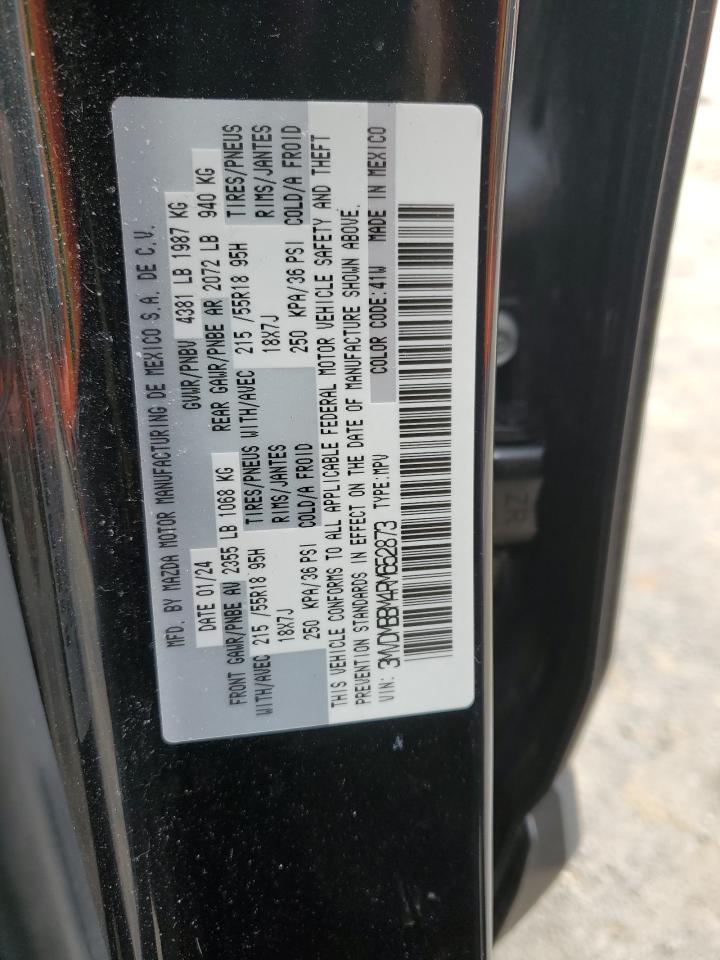 MFD. BY MAZDA MOTOR MANUFACTURING DE MEXICO S.A. DE C.V.
DATE 01/24 GVWR/PNBV 4381 LB 1987 KG
FRONT GAWR/PNBE AV 2355 LB 1068 KG REAR GAWR/PNBE AR 2072 LB 940 KG
WITH/AVEC 215 /55R18 95H TIRES/PNEUS WITH/AVEC 215 /55R18 95H TIRES/PNEUS
18X7J RIMS/JANTES 18X7J RIMS/JANTES
250 KPA/36 PSI COLD/A FROID 250 KPA/36 PSI COLD/A FROID
THIS VEHICLE CONFORMS TO ALL APPLICABLE FEDERAL MOTOR VEHICLE SAFETY AND THEFT
PREVENTION STANDARDS IN EFFECT ON THE DATE OF MANUFACTURE SHOWN ABOVE.
VIN: 3MVDMBBM4RM652873 TYPE:MPV COLOR CODE:41W MADE IN MEXICO
ZR